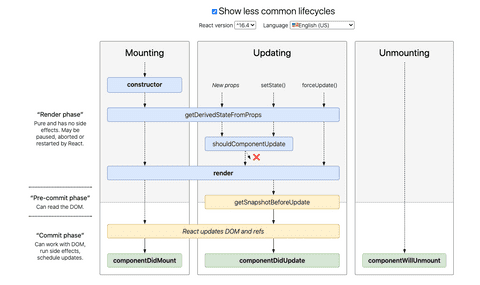 Show less common lifecycles
React version ^16.4 Language English (US)
Mounting
Updating
Unmounting
New props
setState()
forceUpdate()
constructor
"Render phase"
Pure and has no side
effects. May be
paused, aborted or
restarted by React.
getDerivedStateFromProps
shouldComponentUpdate
render
"Pre-commit phase"
Can read the DOM.
getSnapshotBeforeUpdate
"Commit phase"
Can work with DOM,
run side effects,
schedule updates.
React updates DOM and refs
componentDidMount
componentDidUpdate
componentWillUnmount